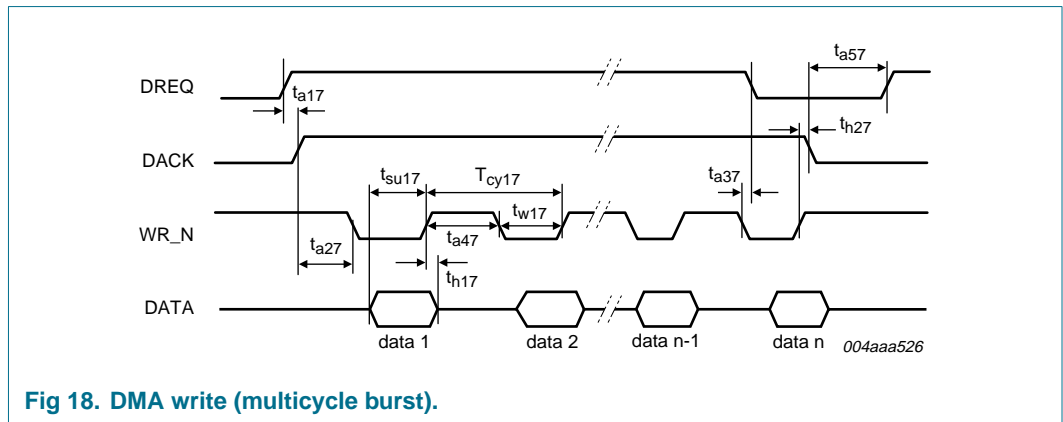 DREQ
DACK
WR_N
DATA
ta17
ta57
th27
tsu17
Tcy17
ta37
tw17
ta27
ta47
th17
data 1
data 2
data n-1
data n
004aaa526
Fig 18. DMA write (multicycle burst).